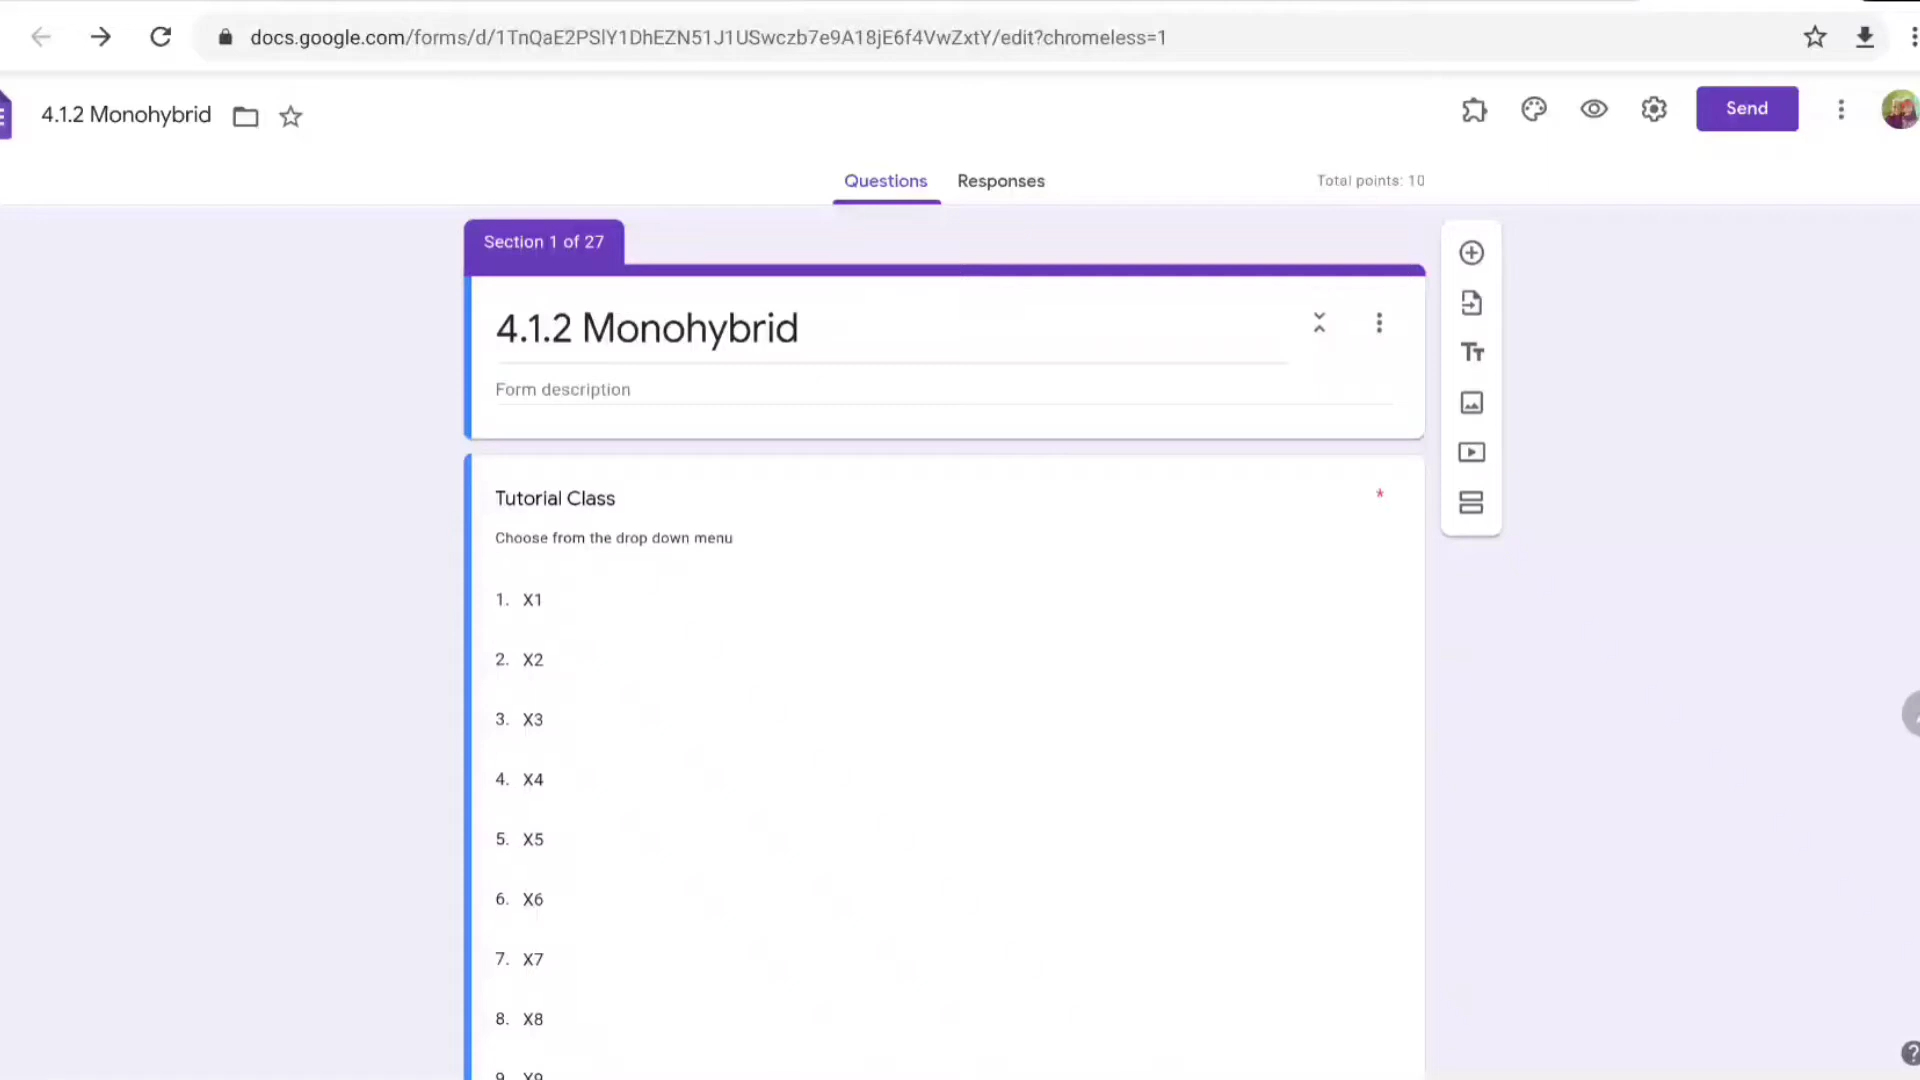 docs.google.com/forms/d/1TnQaE2PSlY1DhEZN51J1USwczb7e9A18jE6f4VwZxtY/edit?chromeless=1
4.1.2 Monohybrid
Send
Questions
Responses
Total points: 10
Section 1 of 27
4.1.2 Monohybrid
Form description
Tutorial Class
*
Choose from the drop down menu
1. X1
2. X2
3. X3
4. X4
5. X5
6. X6
7. X7
8. X8
9. X9